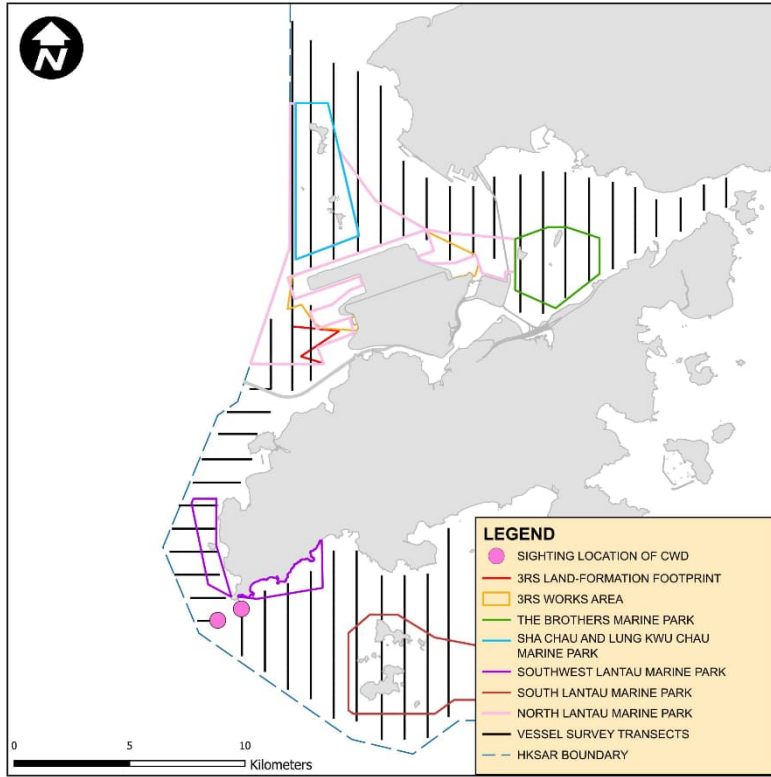 N
LEGEND
SIGHTING LOCATION OF CWD
3RS LAND-FORMATION FOOTPRINT
3RS WORKS AREA
THE BROTHERS MARINE PARK
SHA CHAU AND LUNG KWU CHAU
MARINE PARK
SOUTHWEST LANTAU MARINE PARK
SOUTH LANTAU MARINE PARK
NORTH LANTAU MARINE PARK
VESSEL SURVEY TRANSECTS
HKSAR BOUNDARY
0 5 10
Kilometers